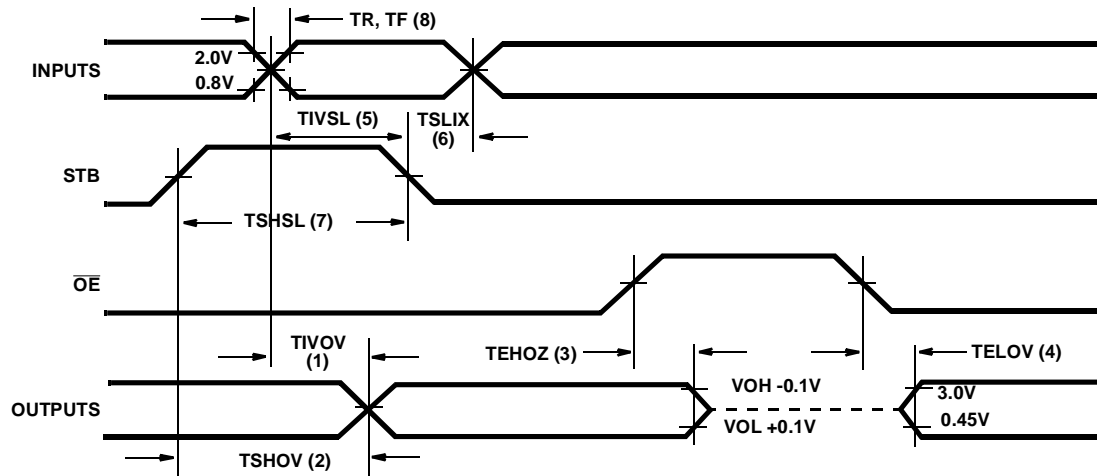 TR, TF (8)
INPUTS
2.0V
0.8V
TIVSL (5)
TSLIX
(6)
STB
TSHSL (7)
OE
TIVOV
(1)
TEHOZ (3)
TELOV (4)
OUTPUTS
VOH -0.1V
VOL +0.1V
3.0V
0.45V
TSHOV (2)